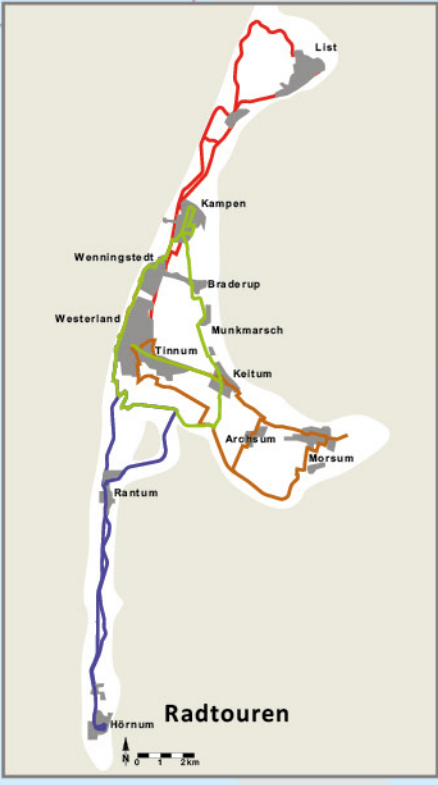 List
Kampen
Wenningstedt
Braderup
Westerland
Munkmarsch
Tinnum
Keitum
Archsum
Morsum
Rantum
Hörnum
Radtouren
N
0 1 2km